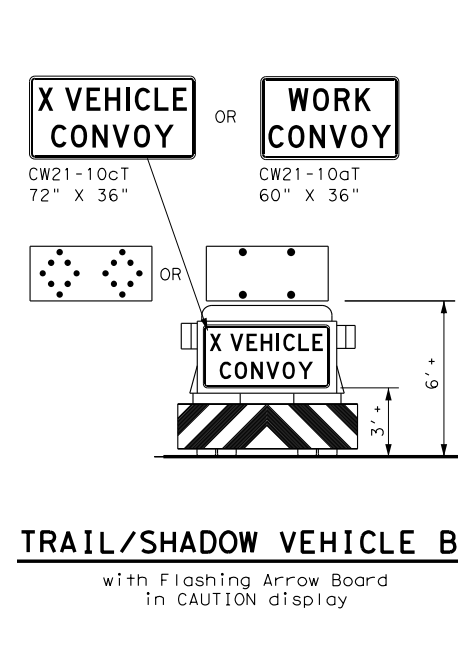 X VEHICLE
CONVOY
OR
WORK
CONVOY
CW21-10cT
72" X 36"
CW21-10aT
60" X 36"
OR
X VEHICLE
CONVOY
3' +
6' +
TRAIL/SHADOW VEHICLE B
with Flashing Arrow Board
in CAUTION display